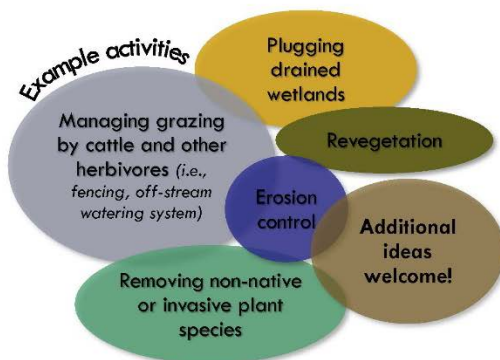 Example activities
Plugging
drained
wetlands
Managing grazing
by cattle and other
herbivores (i.e.,
fencing, off-stream
watering system)
Revegetation
Erosion
control
Additional
ideas
welcome!
Removing non-native
or invasive plant
species